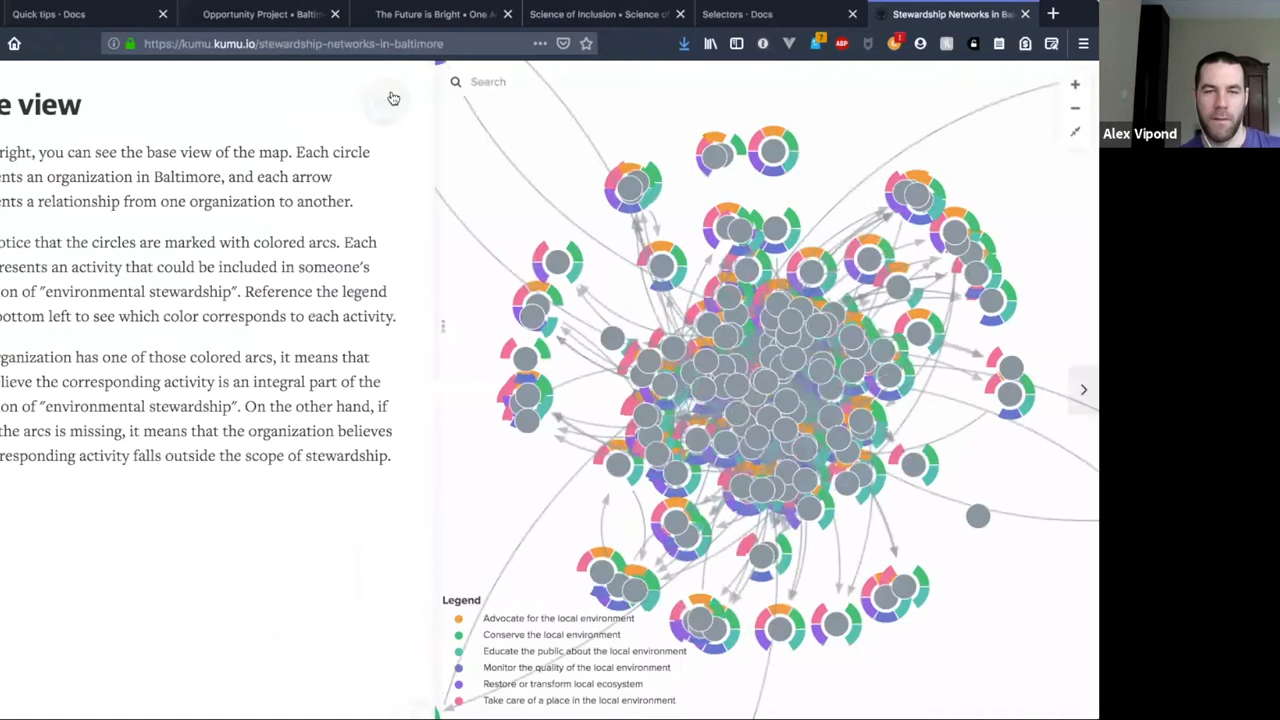 Quick tips • Docs
Opportunity Project • Baltim
The Future is Bright • One A
Science of Inclusion • Science of
Selectors • Docs
Stewardship Networks in Ba
https://kumu.kumu.io/stewardship-networks-in-baltimore
7
ABP
1
e view
right, you can see the base view of the map. Each circle
ents an organization in Baltimore, and each arrow
ents a relationship from one organization to another.
otice that the circles are marked with colored arcs. Each
presents an activity that could be included in someone's
on of "environmental stewardship". Reference the legend
bottom left to see which color corresponds to each activity.
rganization has one of those colored arcs, it means that
elieve the corresponding activity is an integral part of the
on of "environmental stewardship". On the other hand, if
the arcs is missing, it means that the organization believes
rresponding activity falls outside the scope of stewardship.
Search
Legend
Advocate for the local environment
Conserve the local environment
Educate the public about the local environment
Monitor the quality of the local environment
Restore or transform local ecosystem
Take care of a place in the local environment
Alex Vipond